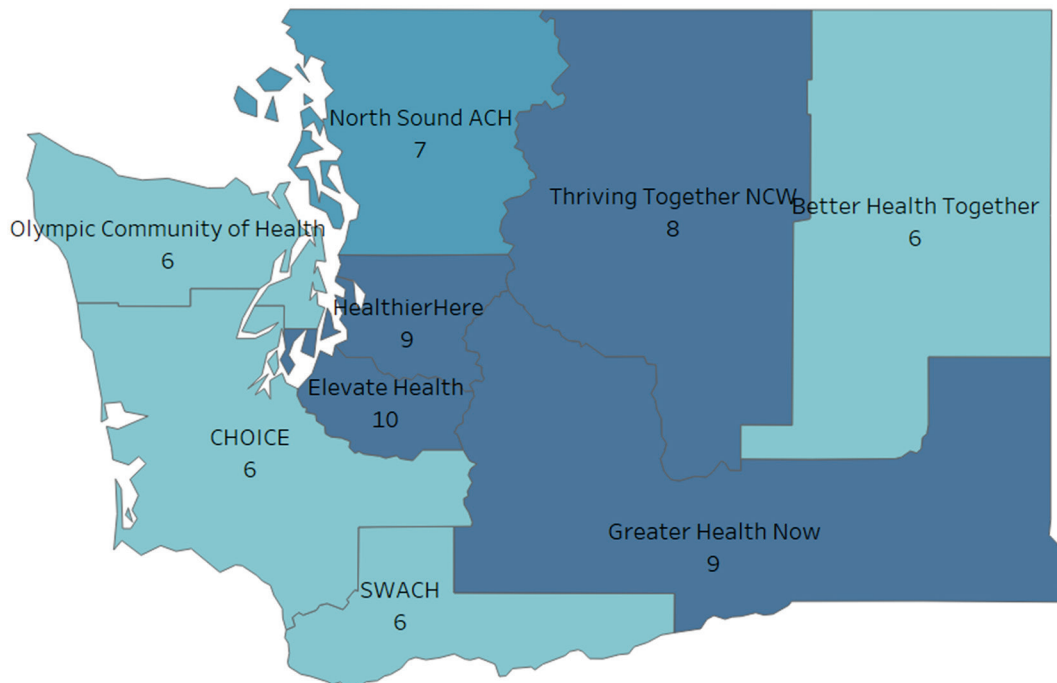 North Sound ACH
7
Thriving Together NCW
8
Better Health Together
6
Olympic Community of Health
6
HealthierHere
9
Elevate Health
10
CHOICE
6
Greater Health Now
9
SWACH
6